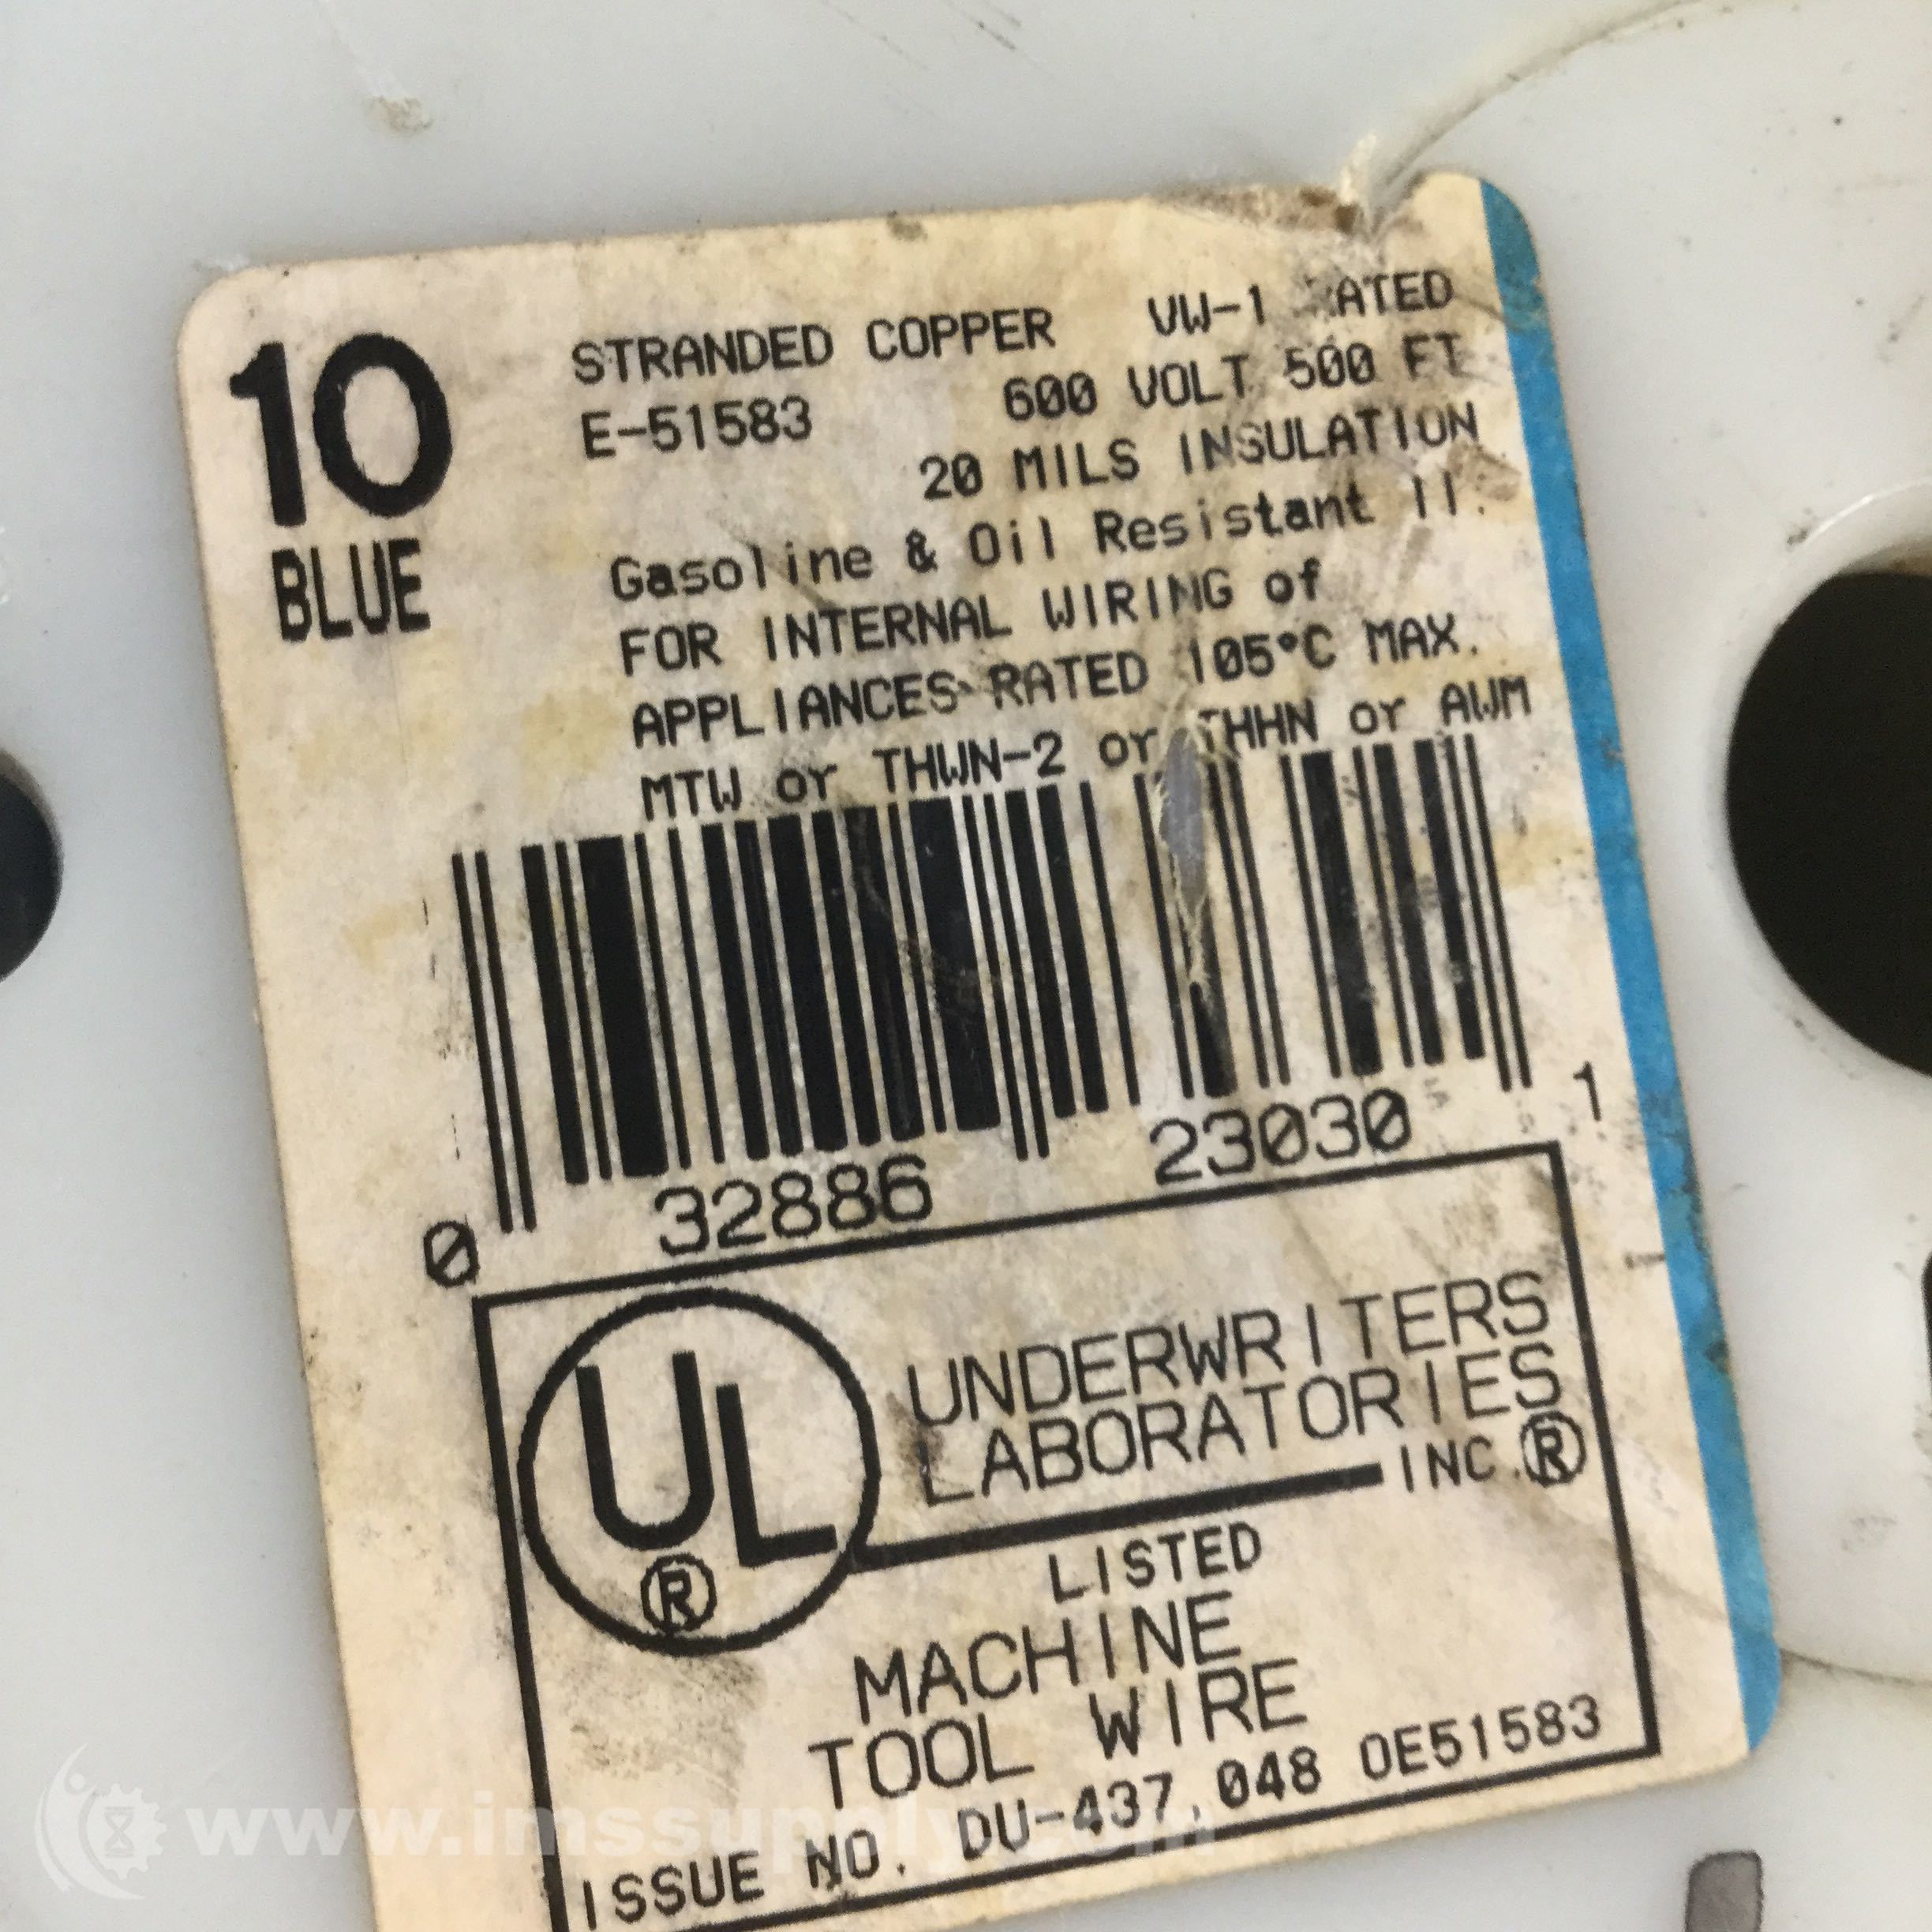 10
BLUE
STRANDED COPPER VW-1
E-51583 600 VOLT 500 FT
20 MILS INSULATION
Gasoline & Oil Resistant II.
FOR INTERNAL WIRING of
APPLIANCES RATED 105°C MAX.
MTW or THWN-2 or THHN or AWM
0 32886 23030 1
UL
®
UNDERWRITERS
LABORATORIES
INC.®
LISTED
MACHINE
TOOL WIRE
ISSUE NO. DU-437,048 OE51583
www.imssupply.com